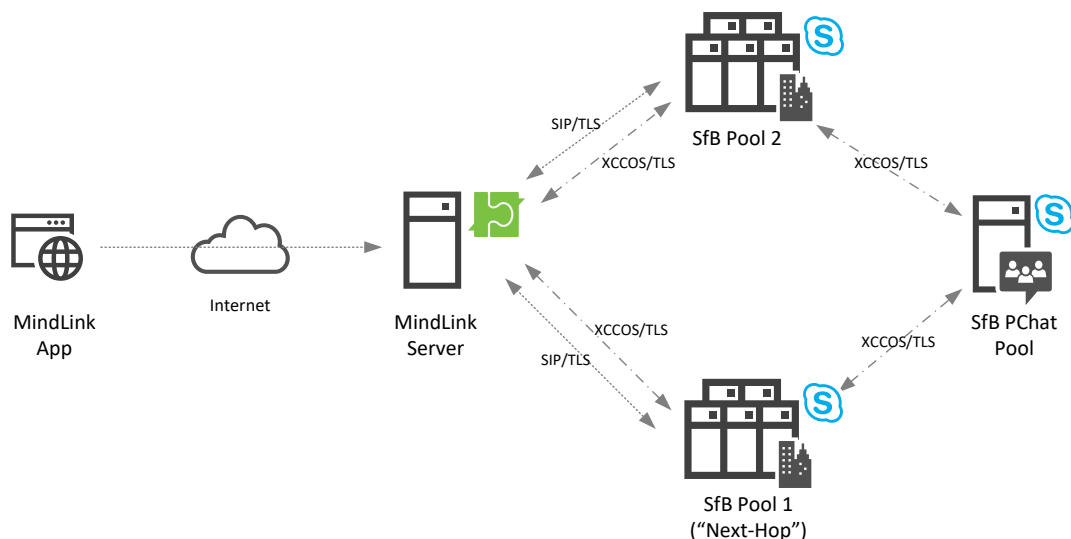 SfB Pool 2
SIP/TLS
XCCOS/TLS
XCCOS/TLS
MindLink
App
Internet
MindLink
Server
SfB PChat
Pool
XCCOS/TLS
SIP/TLS
XCCOS/TLS
SfB Pool 1
(“Next-Hop”)
S
S
S